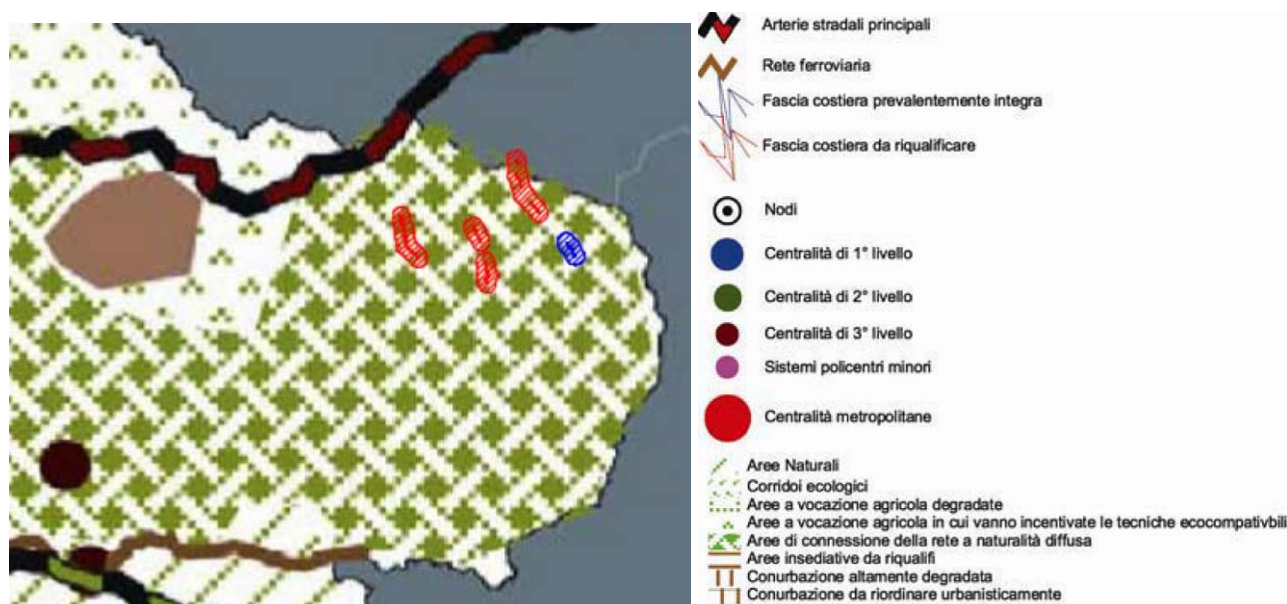 Arterie stradali principali
Rete ferroviaria
Fascia costiera prevalentemente integra
Fascia costiera da riqualificare
Nodi
Centralità di 1° livello
Centralità di 2° livello
Centralità di 3° livello
Sistemi policentri minori
Centralità metropolitane
Aree Naturali
Corridoi ecologici
Aree a vocazione agricola degradate
Aree a vocazione agricola in cui vanno incentivate le tecniche ecocompativbili
Aree di connessione della rete a naturalità diffusa
Aree insediative da riqualifi
Conurbazione altamente degradata
Conurbazione da riordinare urbanisticamente